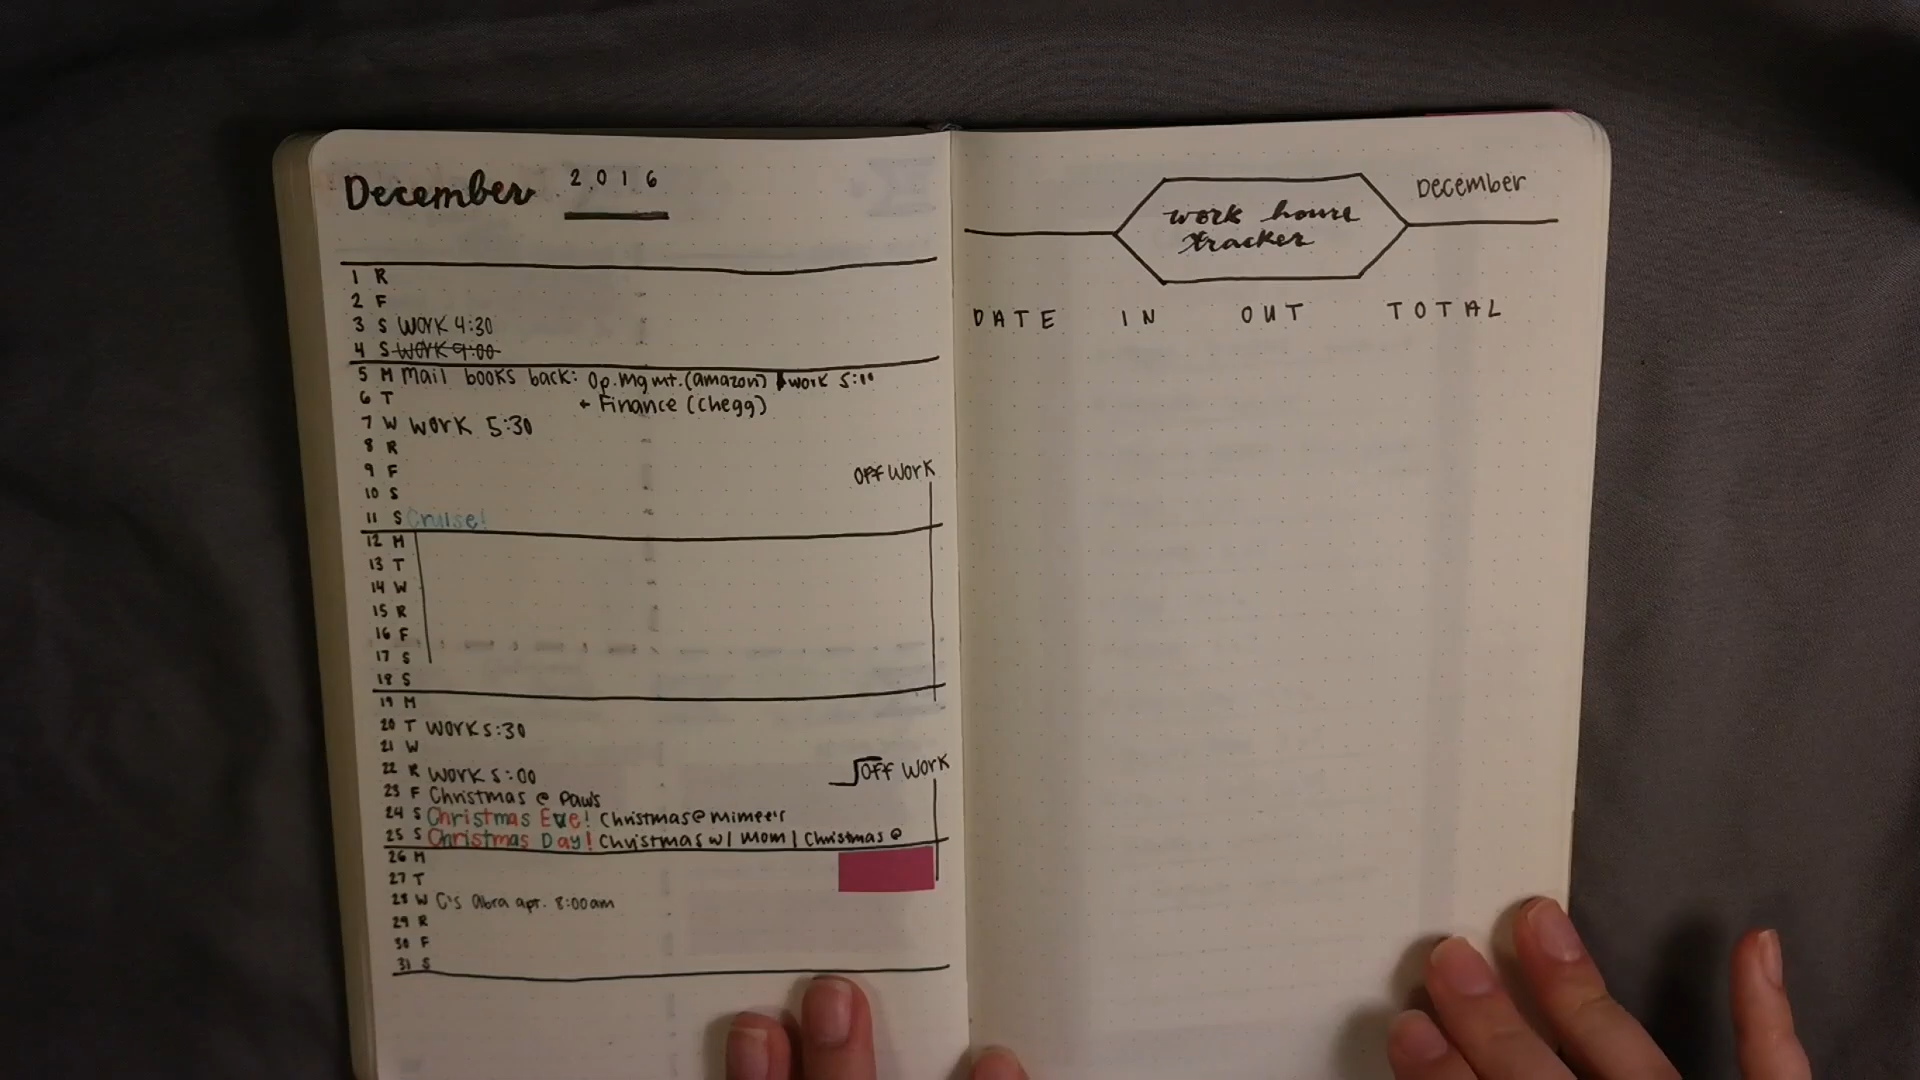 December 2016
1 R
2 F
3 S Work 4:30
4 S Work 9:00
5 M Mail books back: Op. Mgmt. (amazon) work
6 T + Finance (chegg)
7 W Work 5:30
8 R
9 F OFF Work
10 S
11 S Cruise!
12 M
13 T
14 W
15 R
16 F
17 S
18 S
19 M
20 T Work 5:30
21 W
22 R Work 5:00 OFF Work
23 F Christmas @ Paw's
24 S Christmas Eve! Christmas @ Mimee's
25 S Christmas Day! Christmas w/ Mom | Christmas @
26 M
27 T
28 W C's abra apt. 8:00am
29 R
30 F
31 S
work hours tracker December
DATE IN OUT TOTAL